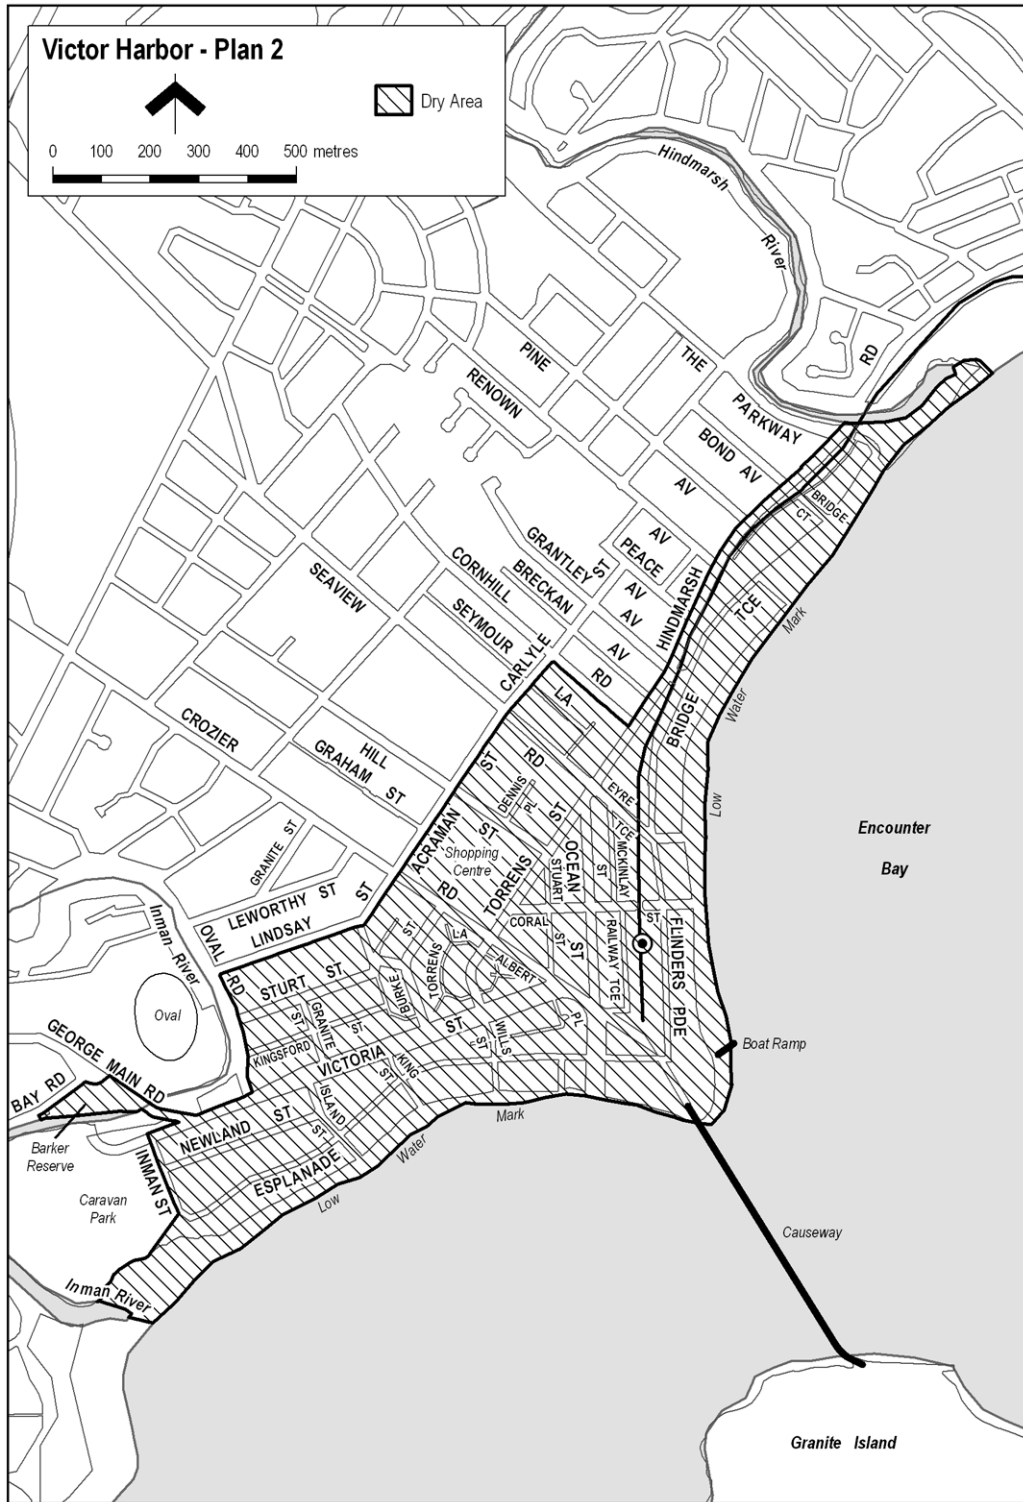 Victor Harbor - Plan 2
Dry Area
0 100 200 300 400 500 metres
Hindmarsh
River
RD
PINE
THE
RENOWN
PARKWAY
BOND AV
AV
BRIDGE
CT
AV
PEACE
GRANTLEY
ST
BRECKAN
CORNHILL
SEYMOUR
SEAVIEW
AV
AV
AV
RD
HINDMARSH
TCE
Mark
Water
Low
CARLYLE
LA
BRIDGE
CROZIER
HILL
GRAHAM ST
ST
RD
EYRE
TCE
DENNIS
PL
ST
ACRAMAN
ST
Shopping
Centre
RD
TORRENS
OCEAN
STUART
ST
ST
MCKINLAY
Encounter
Bay
GRANITE ST
LEWORTHY ST
LINDSAY ST
OVAL
RD
Inman River
Oval
CORAL
ST
ST
RAILWAY TCE
FLINDERS PDE
ST
LA
TORRENS
ALBERT
BURKE
STURT ST
ST
GRANITE
ST
KINGSFORD
VICTORIA
ST
KING
ST
WILLS
ST
PL
Boat Ramp
GEORGE MAIN RD
BAY RD
Barker
Reserve
ISLAND
ST
NEWLAND ST
ESPLANADE
INMAN ST
Caravan
Park
Low
Water
Mark
Inman River
Causeway
Granite Island